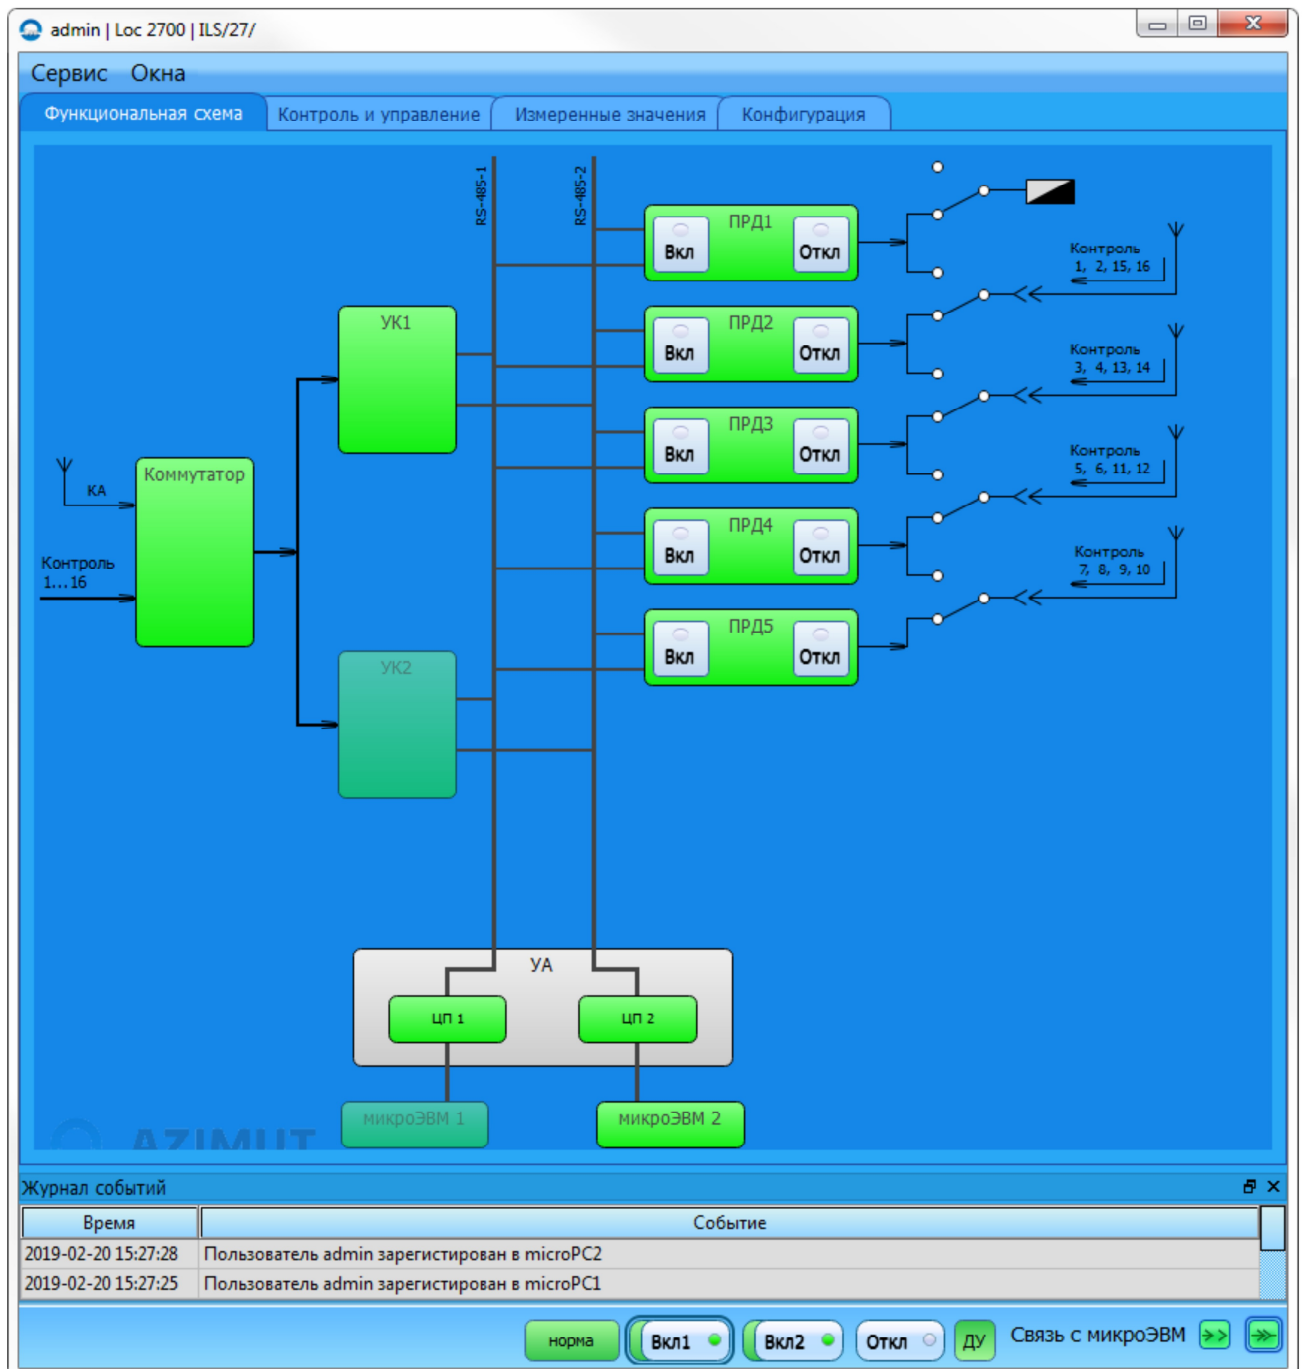 admin | Loc 2700 | ILS/27/
Сервис Окна
Функциональная схема Контроль и управление Измеренные значения Конфигурация
RS-485-1
RS-485-2
ПРД1
Вкл Откл
Контроль
1, 2, 15, 16
УК1
ПРД2
Вкл Откл
Контроль
3, 4, 13, 14
ПРД3
Вкл Откл
Контроль
5, 6, 11, 12
Коммутатор
КА
ПРД4
Вкл Откл
Контроль
7, 8, 9, 10
Контроль
1...16
ПРД5
Вкл Откл
УК2
УА
ЦП 1 ЦП 2
микроЭВМ 1 микроЭВМ 2
AZIMUT
Журнал событий
Время Событие
2019-02-20 15:27:28 Пользователь admin зарегистирован в microPC2
2019-02-20 15:27:25 Пользователь admin зарегистирован в microPC1
норма Вкл1 Вкл2 Откл ДУ Связь с микроЭВМ >> >>